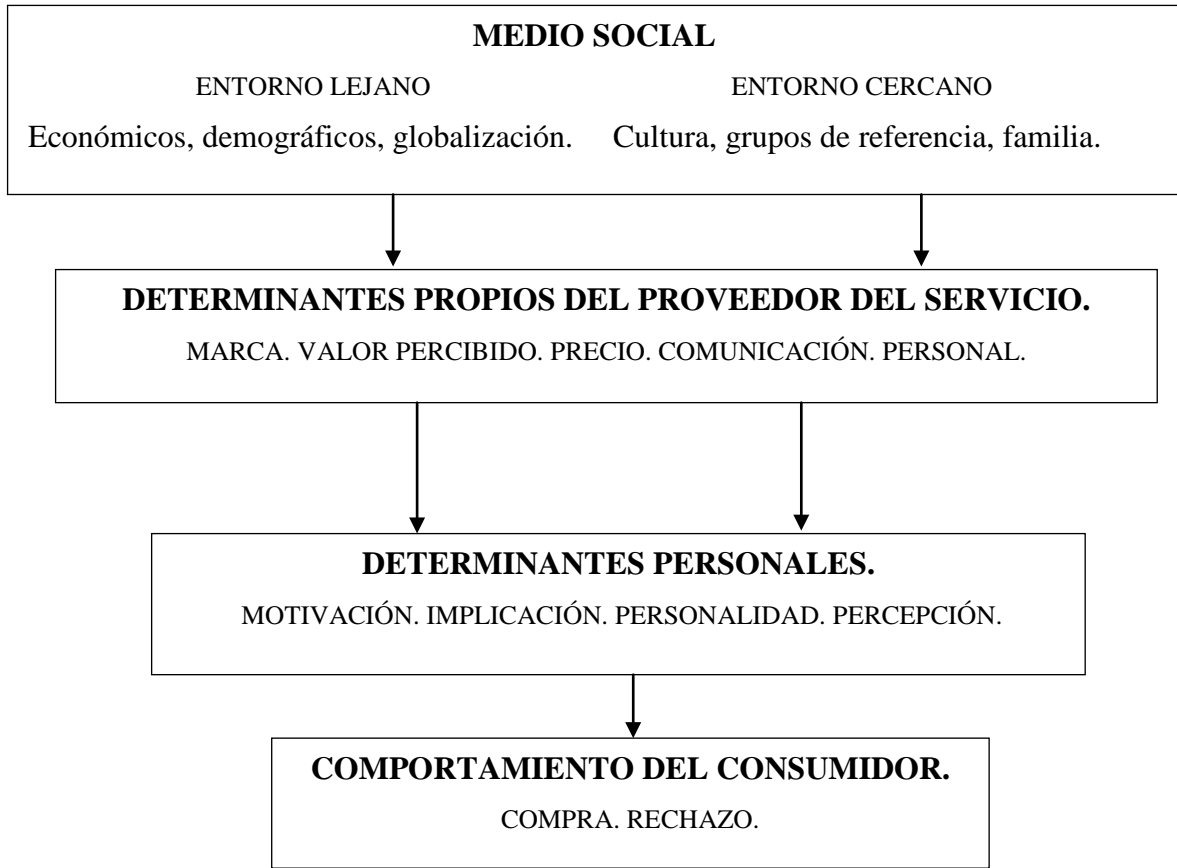 MEDIO SOCIAL
ENTORNO LEJANO ENTORNO CERCANO
Económicos, demográficos, globalización. Cultura, grupos de referencia, familia.
DETERMINANTES PROPIOS DEL PROVEEDOR DEL SERVICIO.
MARCA. VALOR PERCIBIDO. PRECIO. COMUNICACIÓN. PERSONAL.
DETERMINANTES PERSONALES.
MOTIVACIÓN. IMPLICACIÓN. PERSONALIDAD. PERCEPCIÓN.
COMPORTAMIENTO DEL CONSUMIDOR.
COMPRA. RECHAZO.